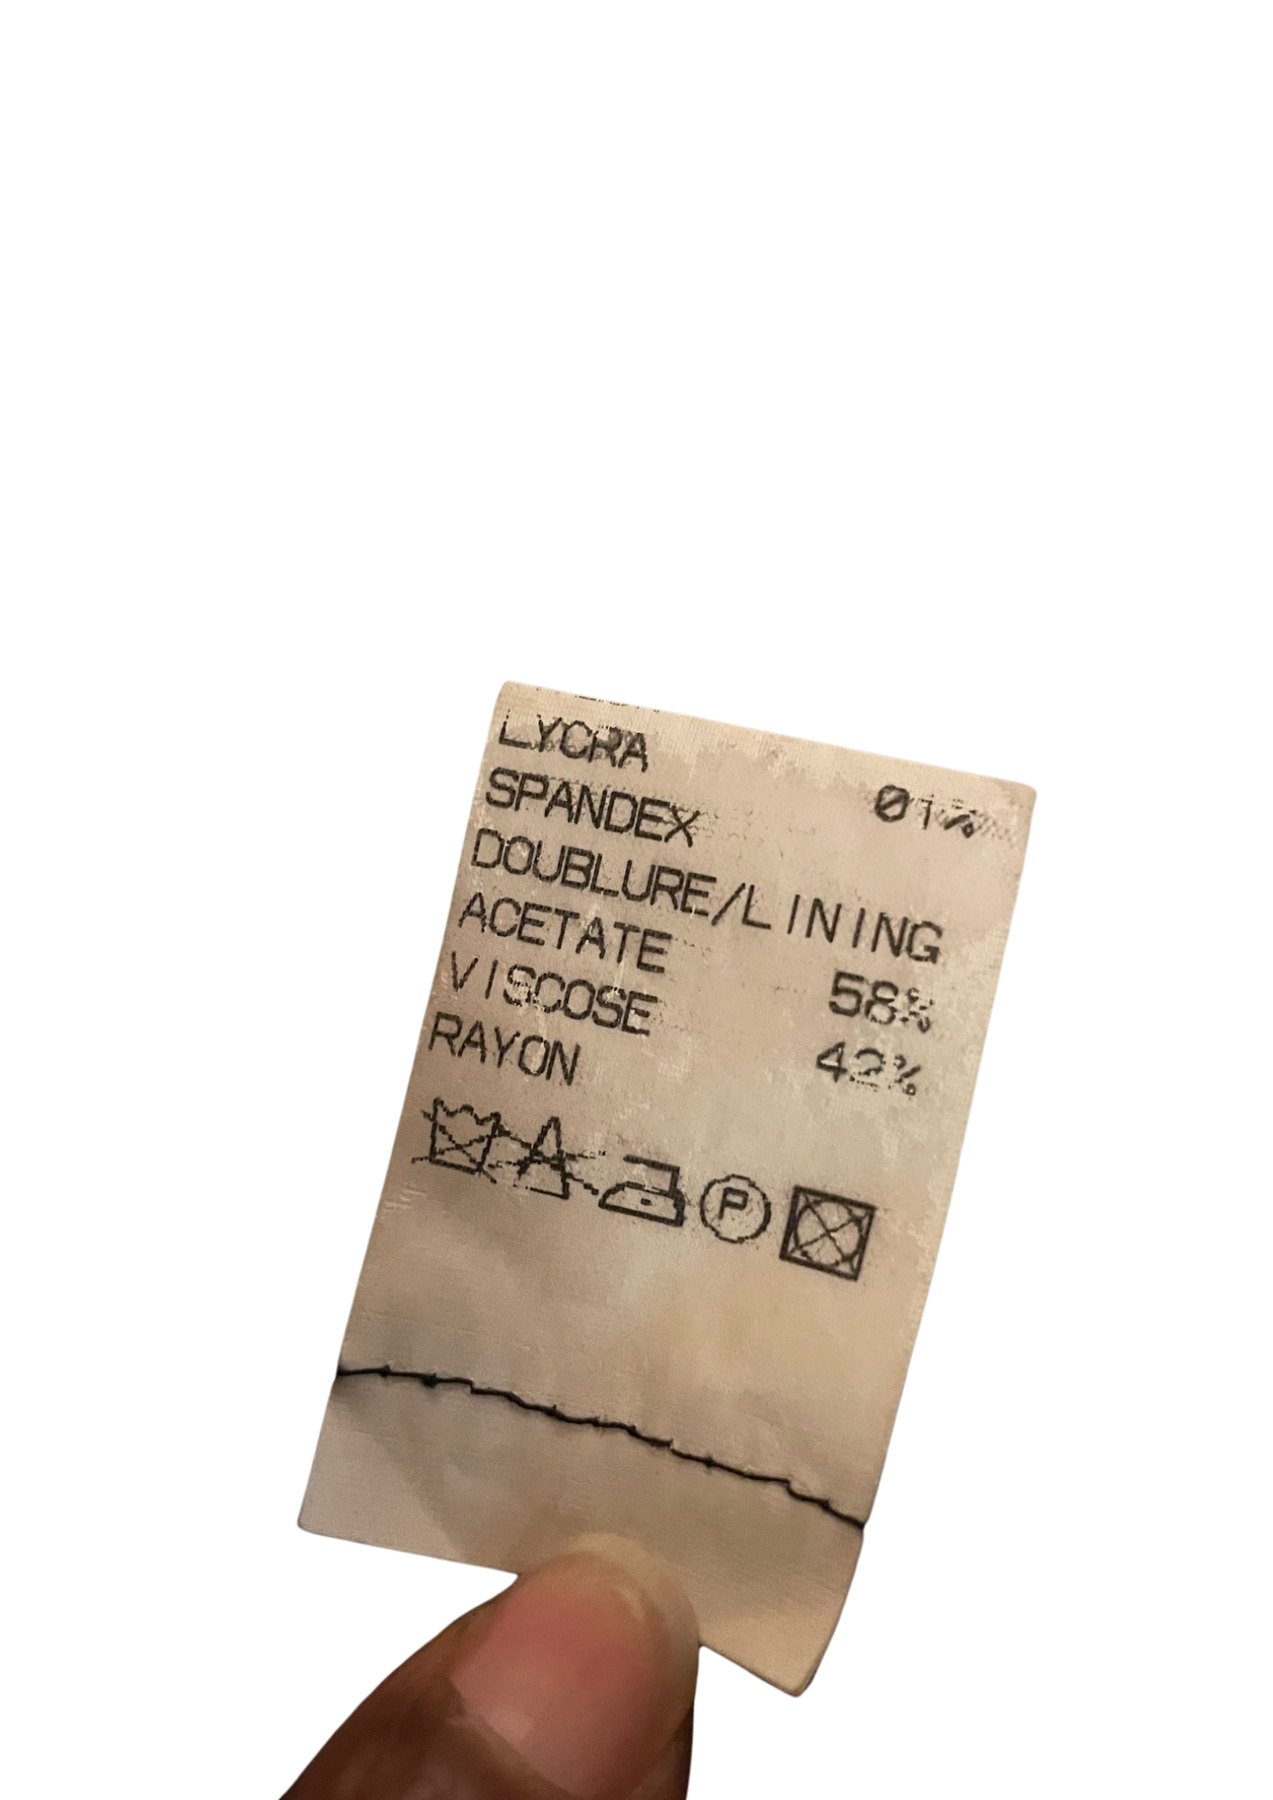 LYCRA
SPANDEX 01%
DOUBLURE/LINING
ACETATE 58%
VISCOSE 42%
RAYON
P